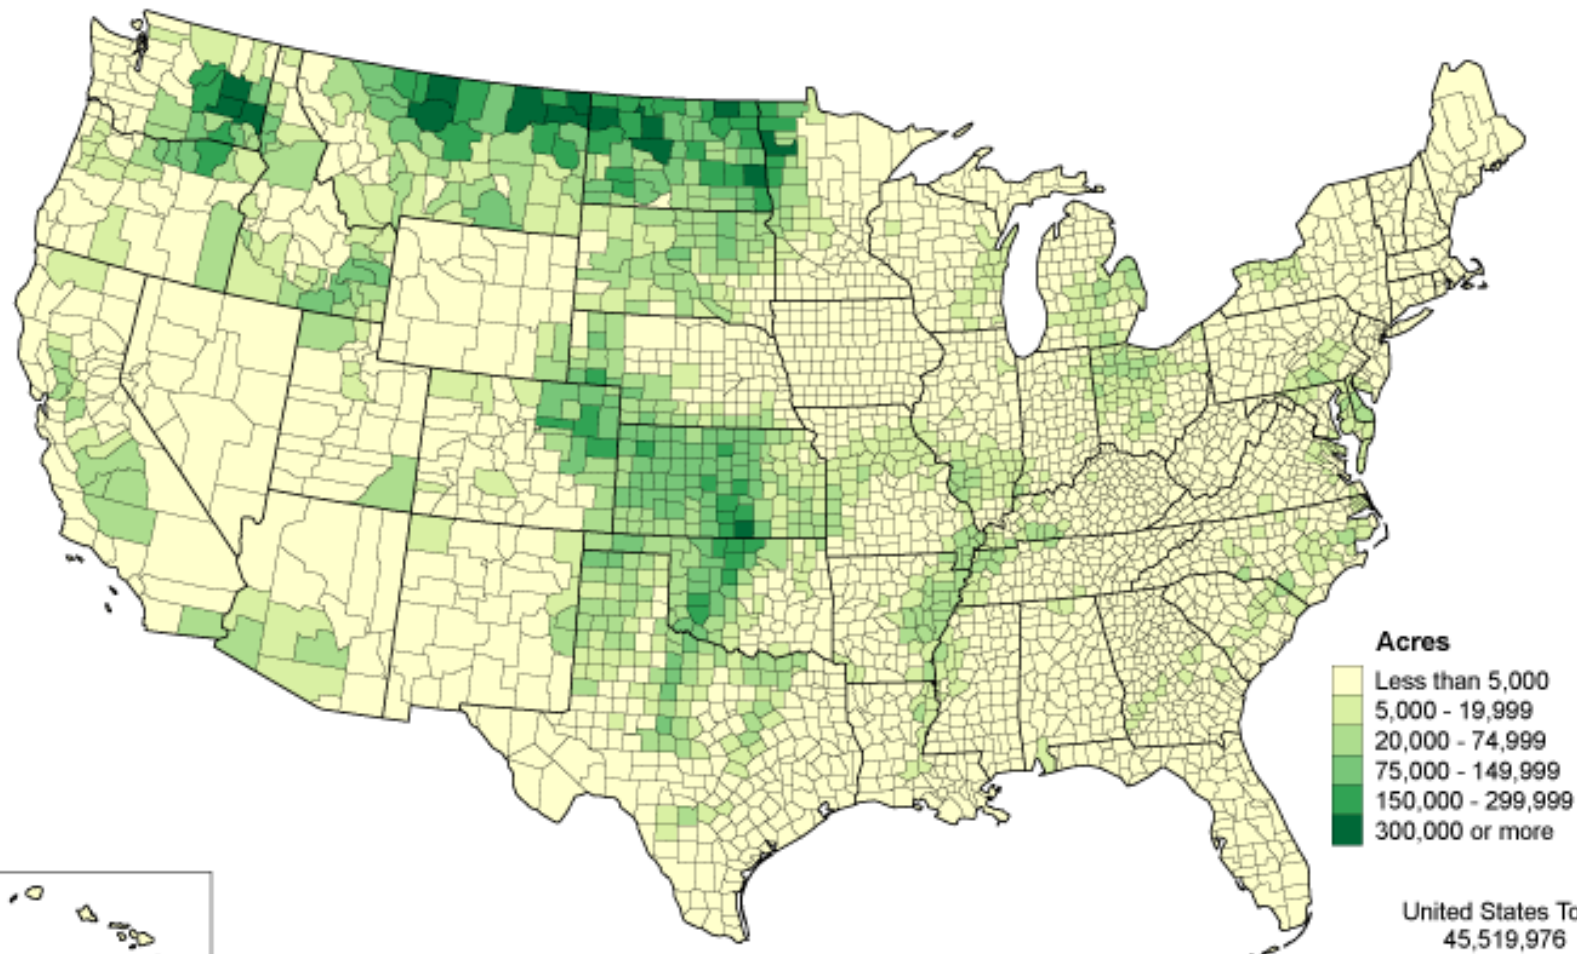 Acres
Less than 5,000
5,000 - 19,999
20,000 - 74,999
75,000 - 149,999
150,000 - 299,999
300,000 or more
United States To
45,519,976